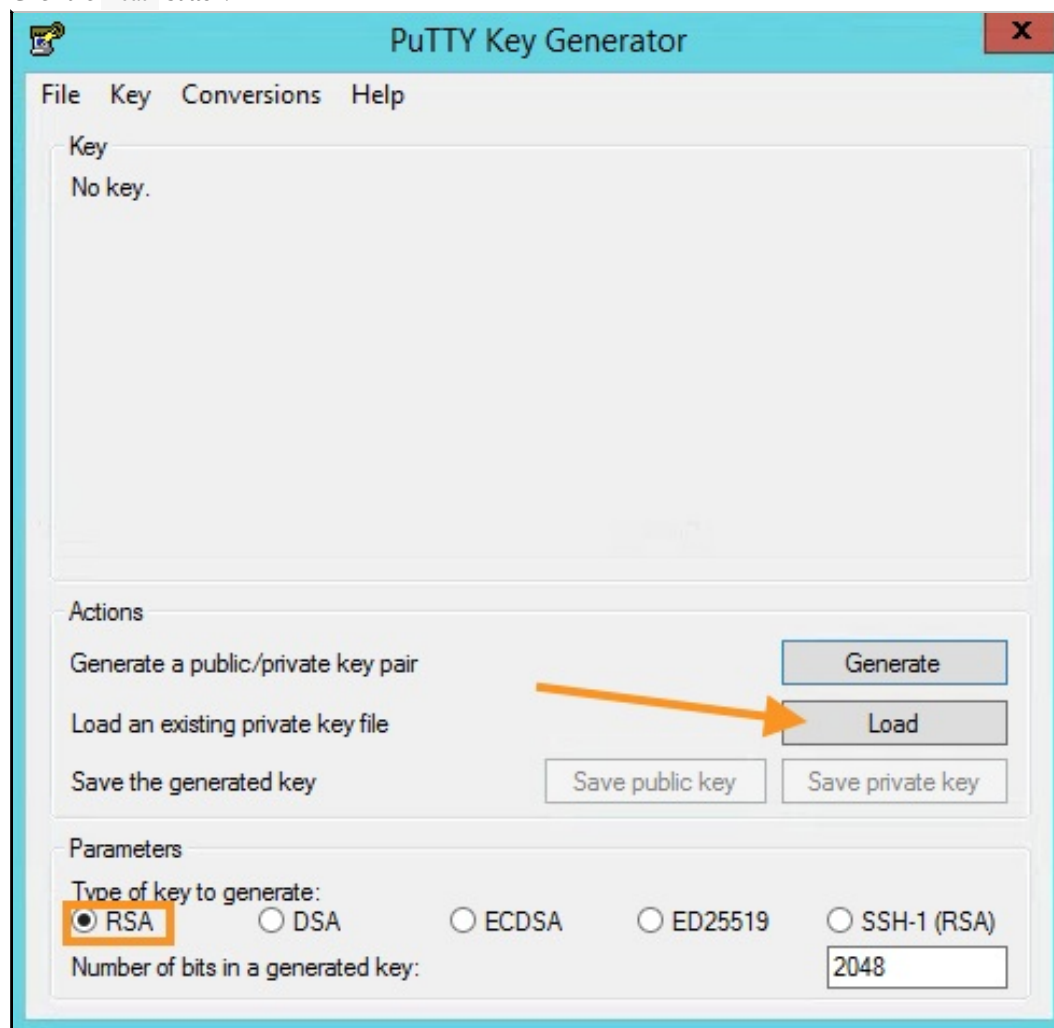 PuTTY Key Generator
x
File Key Conversions Help
Key
No key.
Actions
Generate a public/private key pair Generate
Load an existing private key file Load
Save the generated key Save public key Save private key
Parameters
Type of key to generate:
RSA DSA ECDSA ED25519 SSH-1 (RSA)
Number of bits in a generated key: 2048